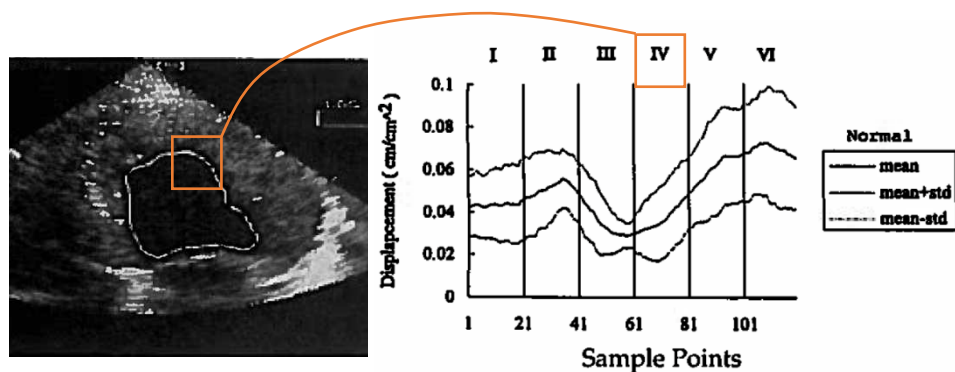 I II III IV V VI
0.1
0.08
0.06
0.04
0.02
0
Displapcement ( cm/cm^2 )
1 21 41 61 81 101
Sample Points
Normal
mean
mean+std
mean-std